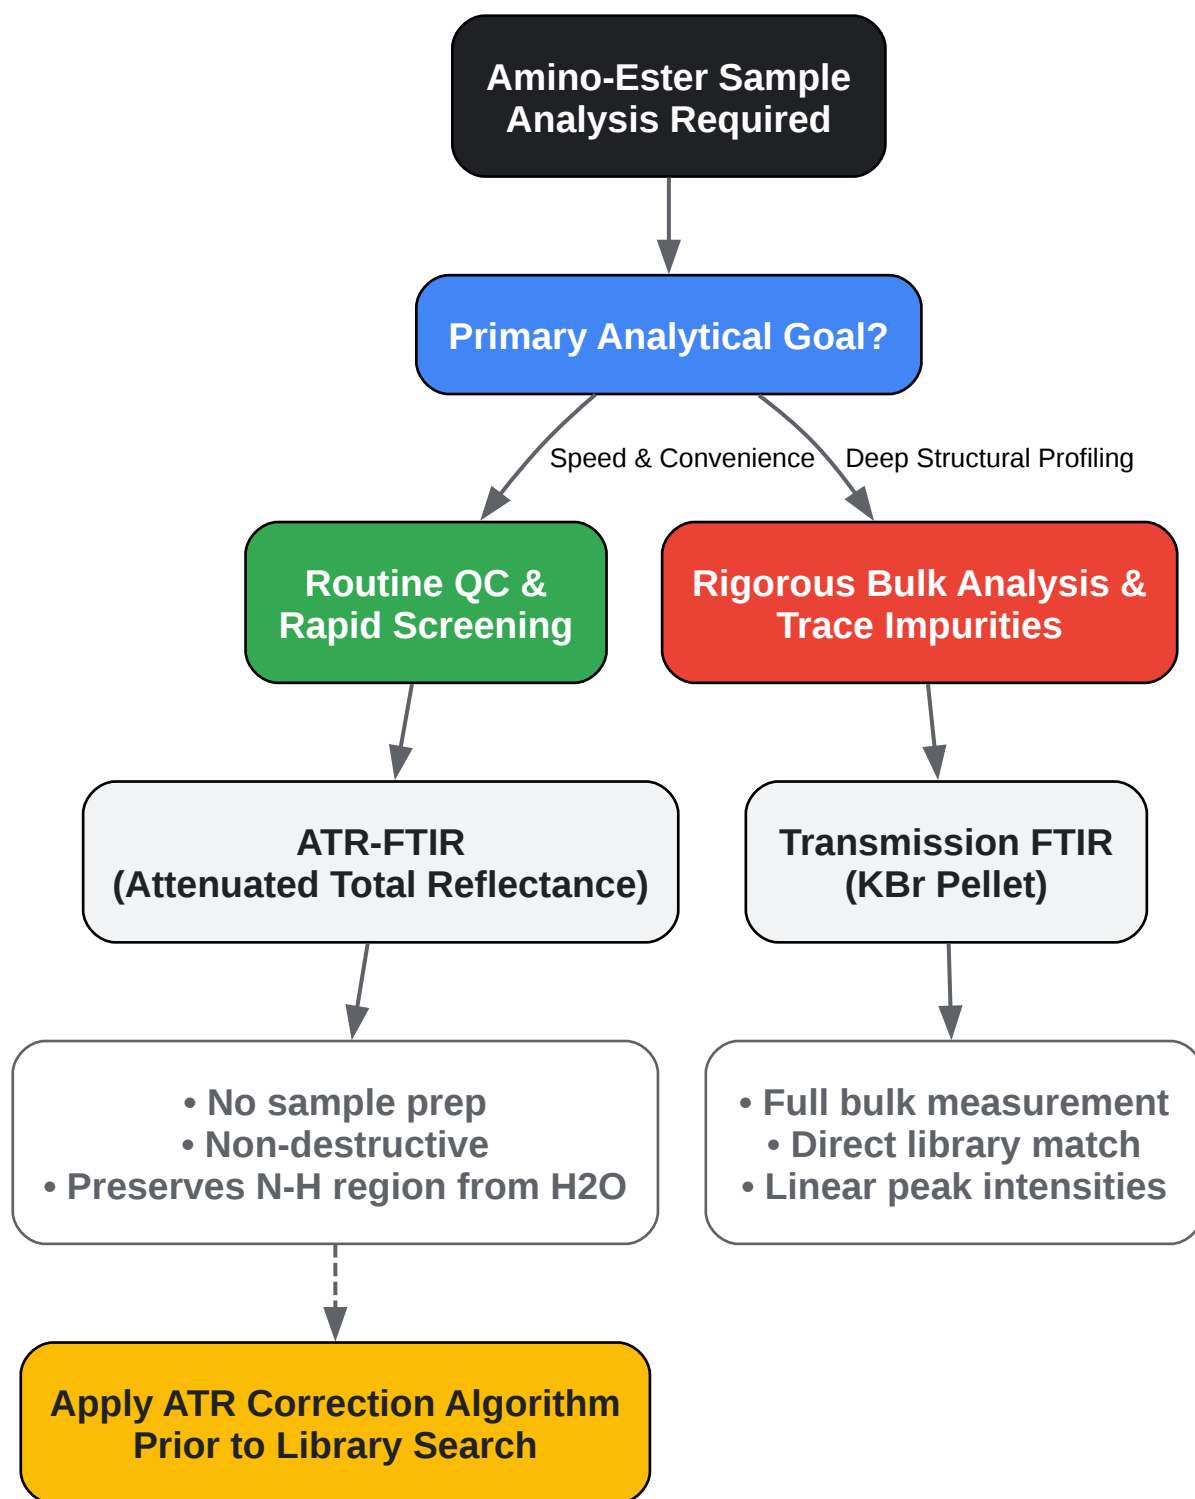 Amino-Ester Sample
Analysis Required
Primary Analytical Goal?
Speed & Convenience
Deep Structural Profiling
Routine QC &
Rapid Screening
Rigorous Bulk Analysis &
Trace Impurities
ATR-FTIR
(Attenuated Total Reflectance)
Transmission FTIR
(KBr Pellet)
• No sample prep
• Non-destructive
• Preserves N-H region from H2O
• Full bulk measurement
• Direct library match
• Linear peak intensities
Apply ATR Correction Algorithm
Prior to Library Search